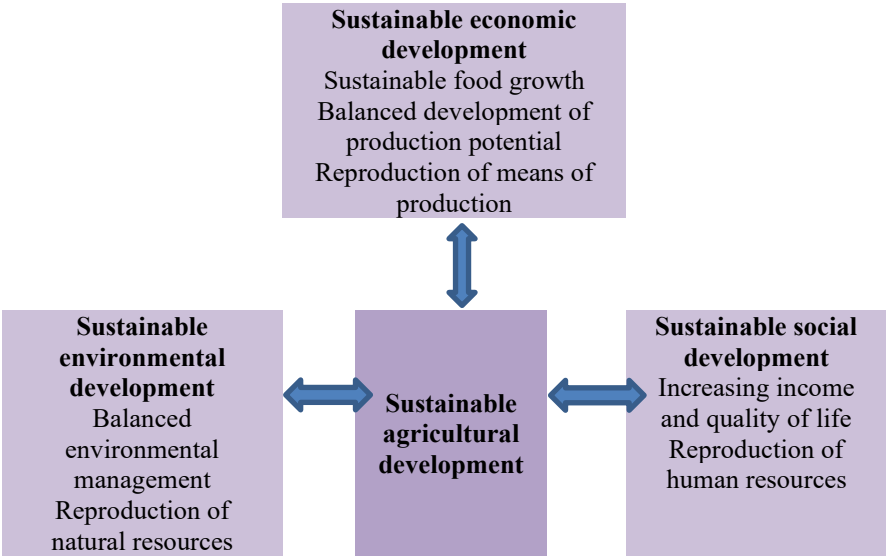 Sustainable economic
development
Sustainable food growth
Balanced development of
production potential
Reproduction of means of
production
Sustainable
environmental
development
Balanced
environmental
management
Reproduction of
natural resources
Sustainable
agricultural
development
Sustainable social
development
Increasing income
and quality of life
Reproduction of
human resources